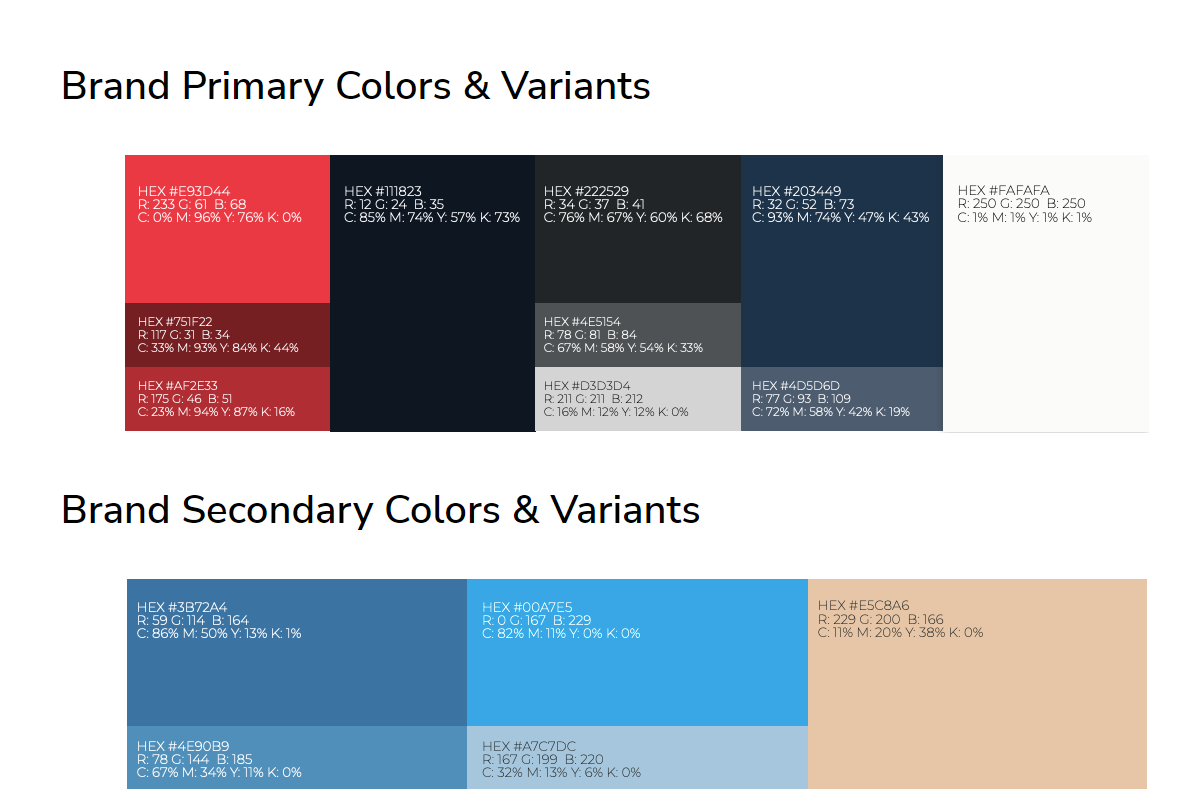 Brand Primary Colors & Variants
HEX #E93D44
R: 233 G: 61 B: 68
C: 0% M: 96% Y: 76% K: 0%
HEX #751F22
R: 117 G: 31 B: 34
C: 33% M: 93% Y: 84% K: 44%
HEX #AF2E33
R: 175 G: 46 B: 51
C: 23% M: 94% Y: 87% K: 16%
HEX #111823
R: 12 G: 24 B: 35
C: 85% M: 74% Y: 57% K: 73%
HEX #222529
R: 34 G: 37 B: 41
C: 76% M: 67% Y: 60% K: 68%
HEX #4E5154
R: 78 G: 81 B: 84
C: 67% M: 58% Y: 54% K: 33%
HEX #D3D3D4
R: 211 G: 211 B: 212
C: 16% M: 12% Y: 12% K: 0%
HEX #203449
R: 32 G: 52 B: 73
C: 93% M: 74% Y: 47% K: 43%
HEX #4D5D6D
R: 77 G: 93 B: 109
C: 72% M: 58% Y: 42% K: 19%
HEX #FAFAFA
R: 250 G: 250 B: 250
C: 1% M: 1% Y: 1% K: 1%
Brand Secondary Colors & Variants
HEX #3B72A4
R: 59 G: 114 B: 164
C: 86% M: 50% Y: 13% K: 1%
HEX #4E90B9
R: 78 G: 144 B: 185
C: 67% M: 34% Y: 11% K: 0%
HEX #00A7E5
R: 0 G: 167 B: 229
C: 82% M: 11% Y: 0% K: 0%
HEX #A7C7DC
R: 167 G: 199 B: 220
C: 32% M: 13% Y: 6% K: 0%
HEX #E5C8A6
R: 229 G: 200 B: 166
C: 11% M: 20% Y: 38% K: 0%